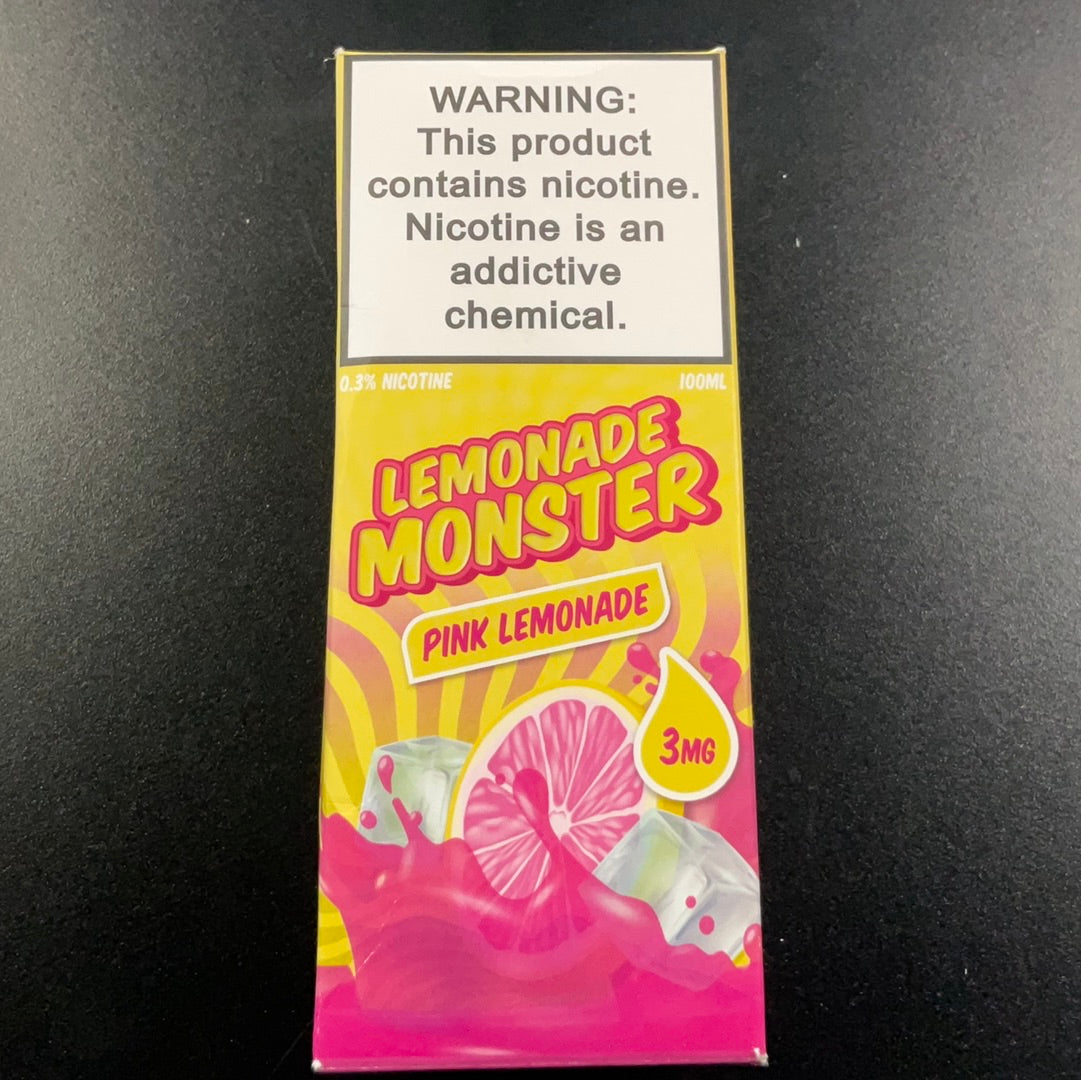 WARNING:
This product
contains nicotine.
Nicotine is an
addictive
chemical.
0.3% NICOTINE 100ML
LEMONADE
MONSTER
PINK LEMONADE
3MG